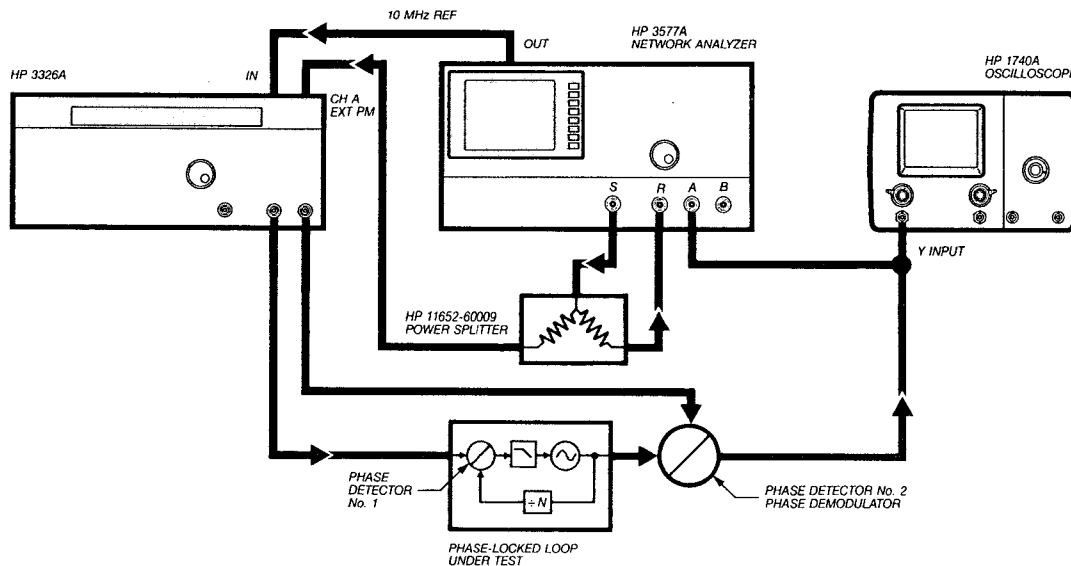 10 MHz REF
HP 3577A
NETWORK ANALYZER
OUT
HP 1740A
OSCILLOSCOPE
HP 3326A
IN
CH A
EXT PM
S
R
A
B
Y INPUT
HP 11652-60009
POWER SPLITTER
PHASE
DETECTOR
No. 1
÷ N
PHASE DETECTOR No. 2
PHASE DEMODULATOR
PHASE-LOCKED LOOP
UNDER TEST